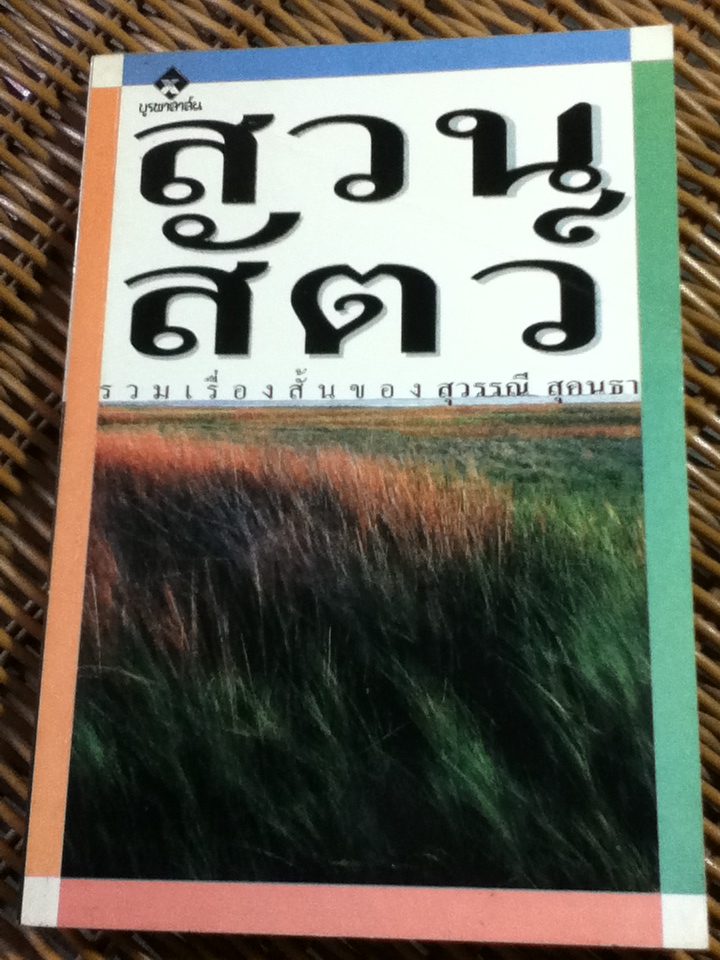 บูรพาสาส์น
สวน
สัตว์
รวมเรื่องสั้นของ สุวรรณี สุคนธา